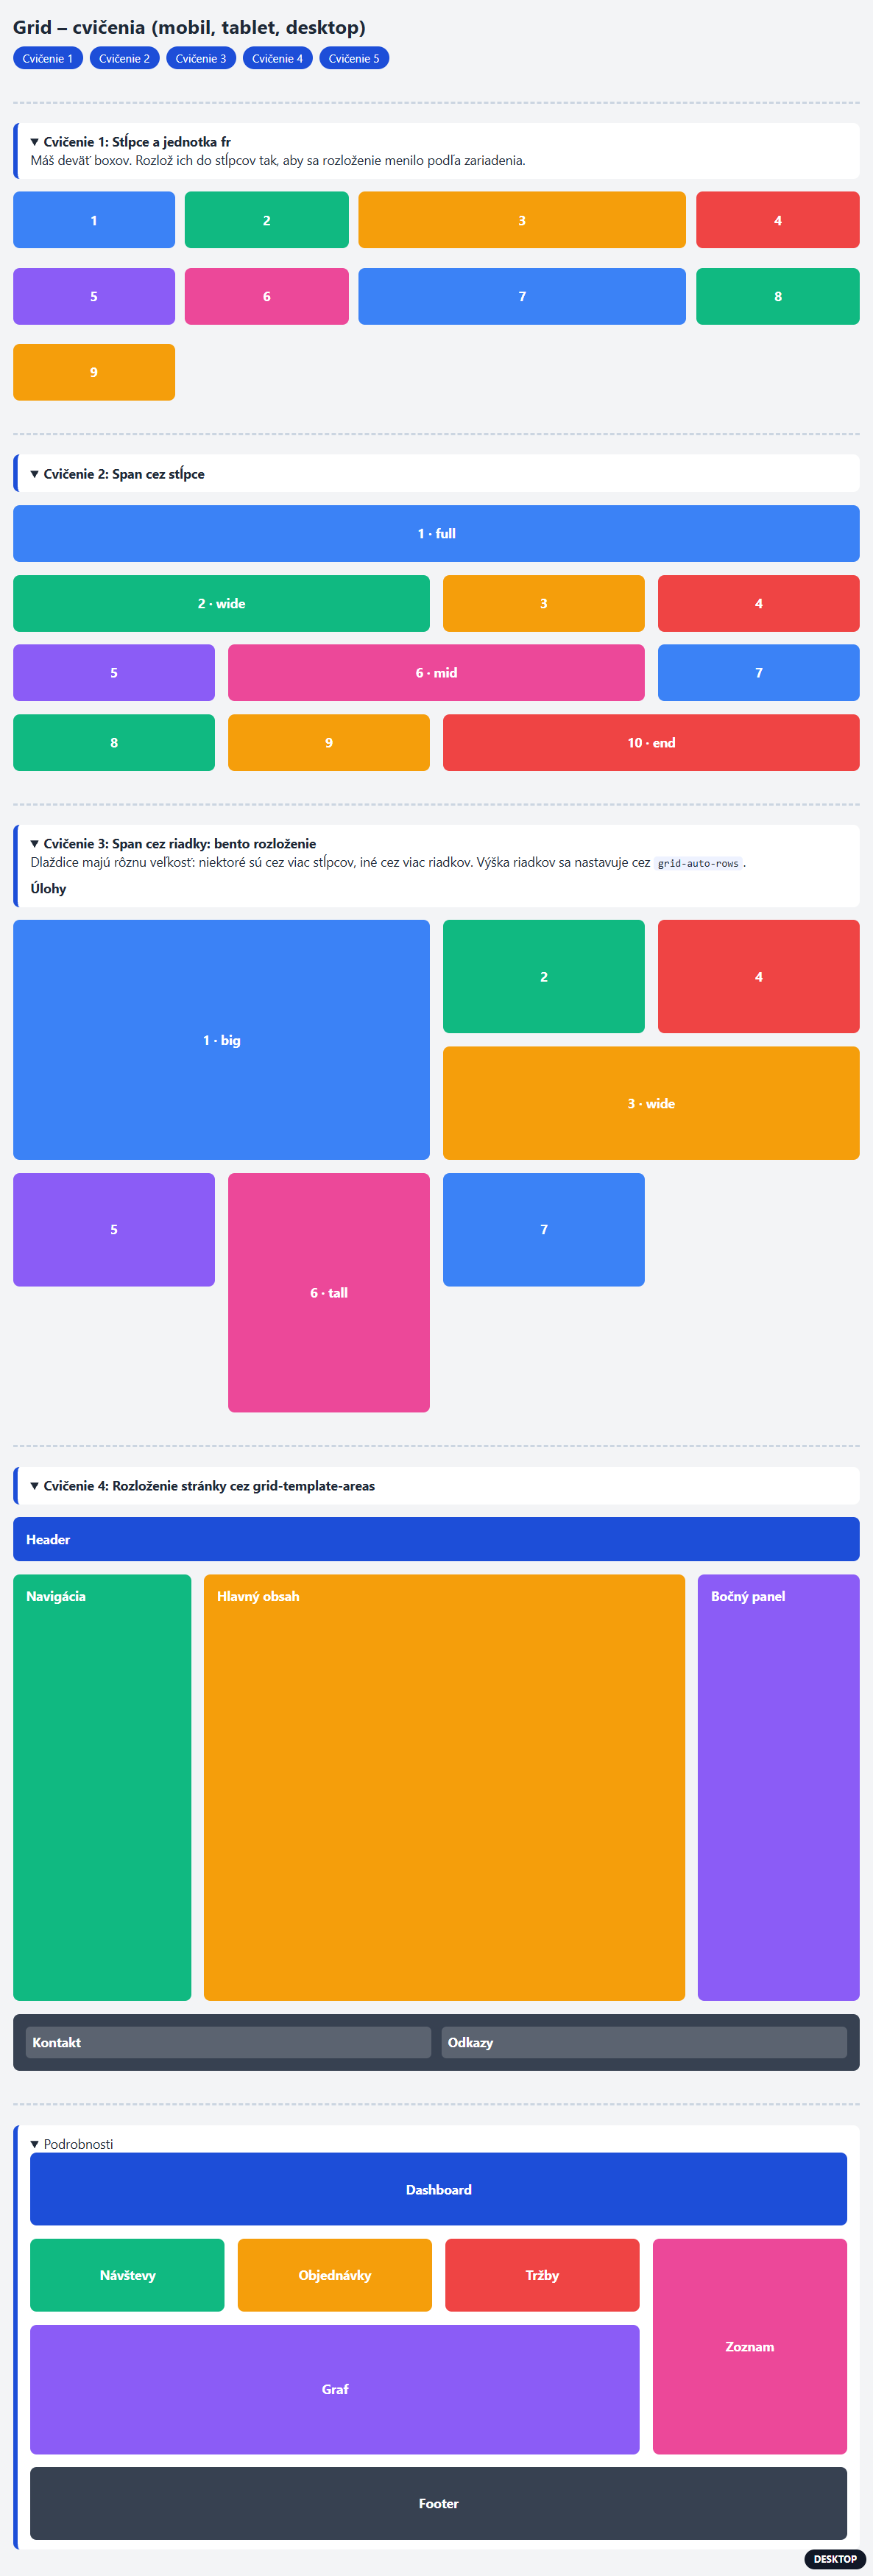 Grid – cvičenia (mobil, tablet, desktop)
Cvičenie 1 Cvičenie 2 Cvičenie 3 Cvičenie 4 Cvičenie 5
▼ Cvičenie 1: Stĺpce a jednotka fr
Máš deväť boxov. Rozlož ich do stĺpcov tak, aby sa rozloženie menilo podľa zariadenia.
1 2 3 4
5 6 7 8
9
▼ Cvičenie 2: Span cez stĺpce
1 · full
2 · wide 3 4
5 6 · mid 7
8 9 10 · end
▼ Cvičenie 3: Span cez riadky: bento rozloženie
Dlaždice majú rôznu veľkosť: niektoré sú cez viac stĺpcov, iné cez viac riadkov. Výška riadkov sa nastavuje cez grid-auto-rows.
Úlohy
2 4
1 · big
3 · wide
5 7
6 · tall
▼ Cvičenie 4: Rozloženie stránky cez grid-template-areas
Header
Navigácia Hlavný obsah Bočný panel
Kontakt Odkazy
▼ Podrobnosti
Dashboard
Návštevy Objednávky Tržby
Zoznam
Graf
Footer
DESKTOP